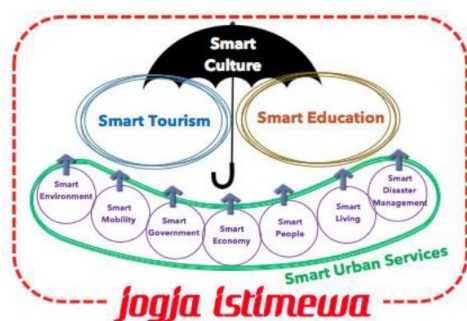 Smart
Culture
Smart Tourism
Smart Education
Smart
Environment
Smart
Mobility
Smart
Government
Smart
Economy
Smart
People
Smart
Living
Smart
Disaster
Management
Smart Urban Services
jogja istimewa